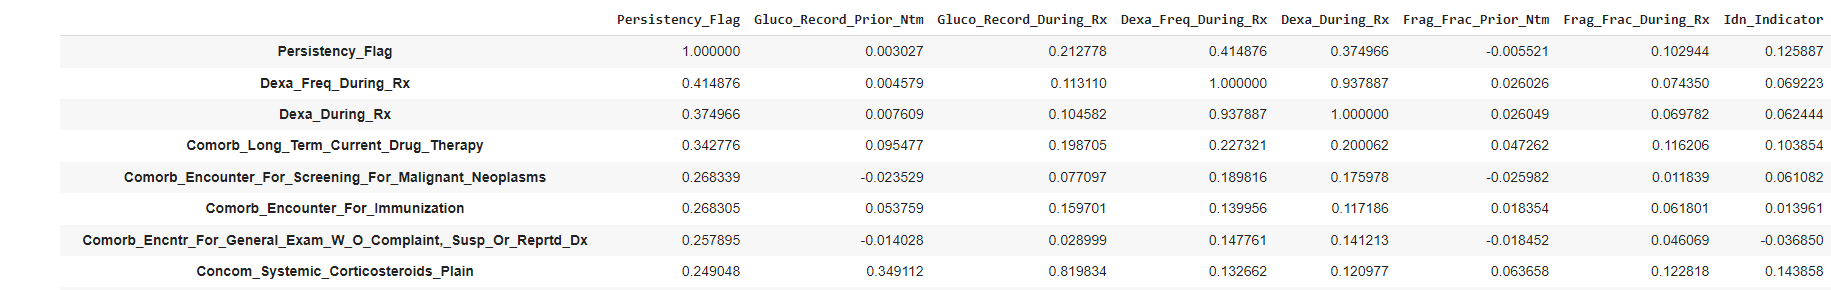 Persistency_Flag Gluco_Record_Prior_Ntm Gluco_Record_During_Rx Dexa_Freq_During_Rx Dexa_During_Rx Frag_Frac_Prior_Ntm Frag_Frac_During_Rx Idn_Indicator
Persistency_Flag 1.000000 0.003027 0.212778 0.414876 0.374966 -0.005521 0.102944 0.125887
Dexa_Freq_During_Rx 0.414876 0.004579 0.113110 1.000000 0.937887 0.026026 0.074350 0.069223
Dexa_During_Rx 0.374966 0.007609 0.104582 0.937887 1.000000 0.026049 0.069782 0.062444
Comorb_Long_Term_Current_Drug_Therapy 0.342776 0.095477 0.198705 0.227321 0.200062 0.047262 0.116206 0.103854
Comorb_Encounter_For_Screening_For_Malignant_Neoplasms 0.268339 -0.023529 0.077097 0.189816 0.175978 -0.025982 0.011839 0.061082
Comorb_Encounter_For_Immunization 0.268305 0.053759 0.159701 0.139956 0.117186 0.018354 0.061801 0.013961
Comorb_Encntr_For_General_Exam_W_O_Complaint,_Susp_Or_Reprtd_Dx 0.257895 -0.014028 0.028999 0.147761 0.141213 -0.018452 0.046069 -0.036850
Concom_Systemic_Corticosteroids_Plain 0.249048 0.349112 0.819834 0.132662 0.120977 0.063658 0.122818 0.143858